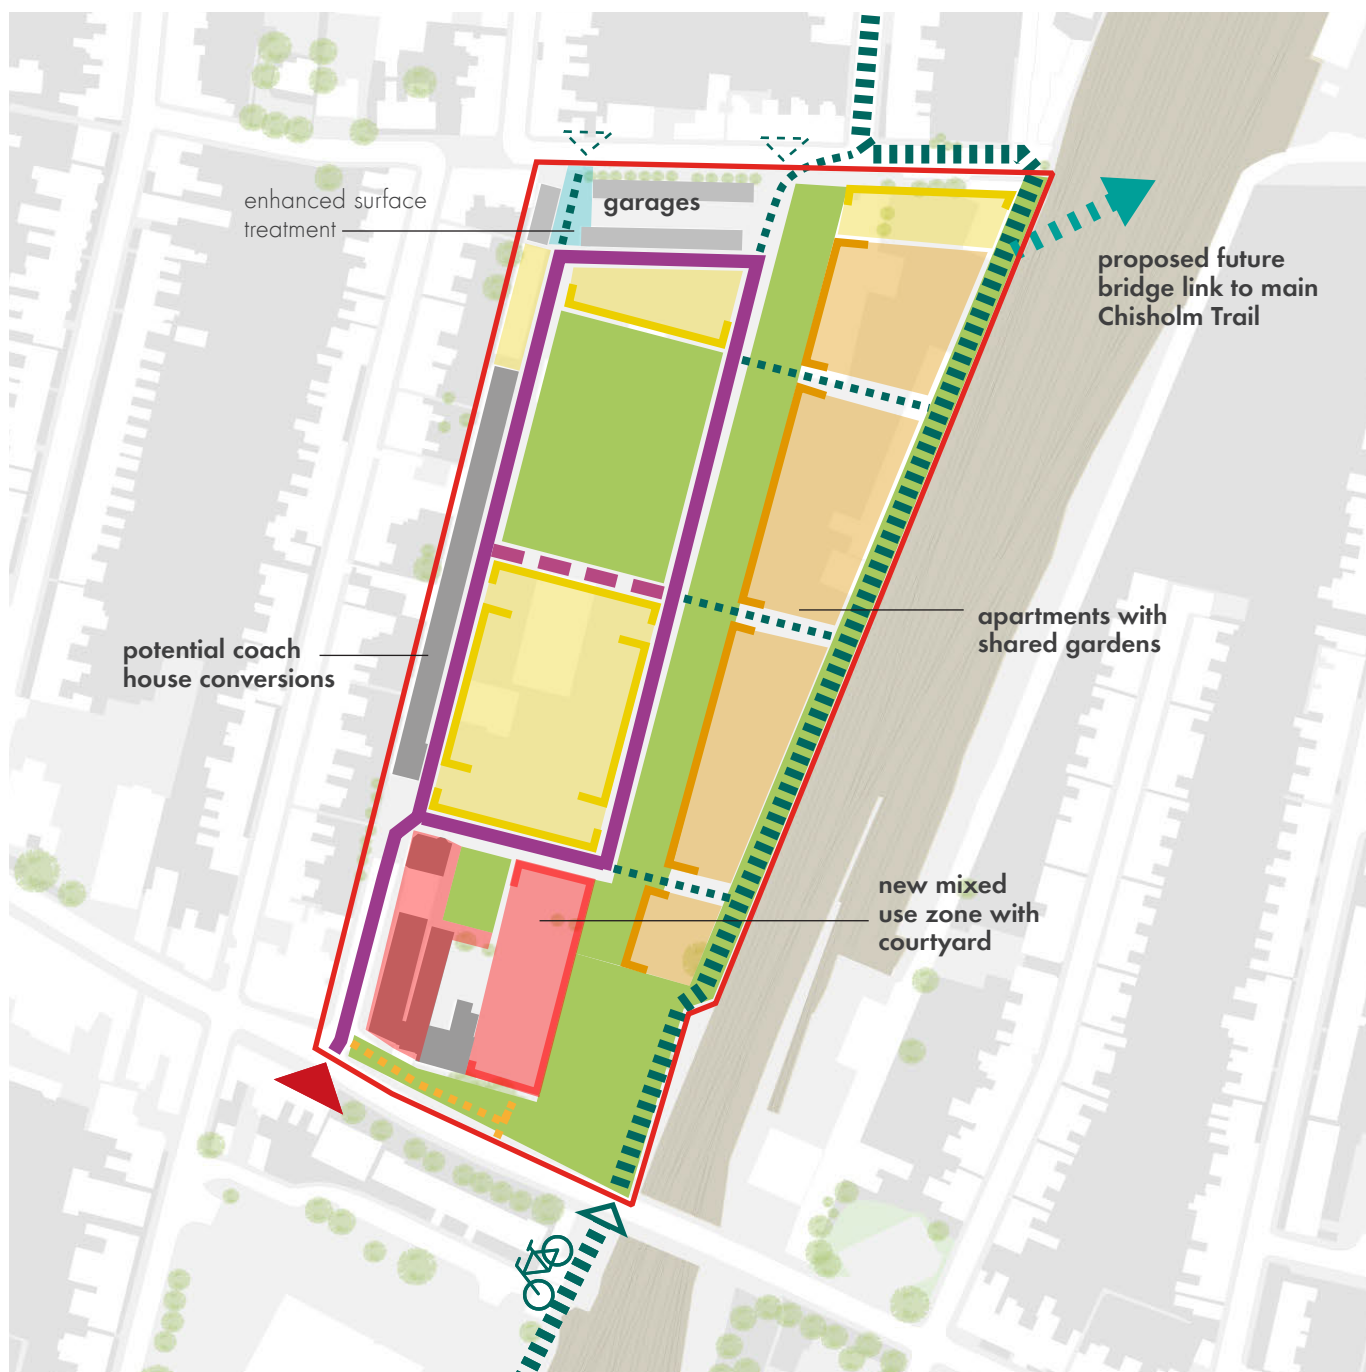 enhanced surface
treatment
garages
proposed future
bridge link to main
Chisholm Trail
apartments with
shared gardens
potential coach
house conversions
new mixed
use zone with
courtyard